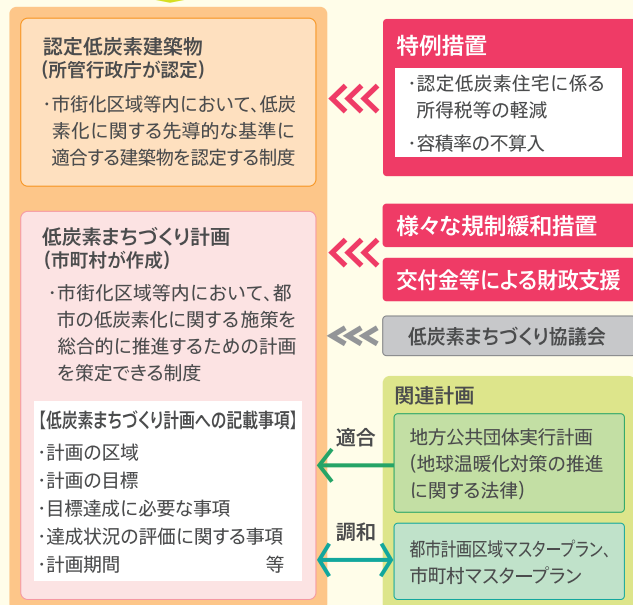 認定低炭素建築物
(所管行政庁が認定)
・市街化区域等内において、低炭
素化に関する先導的な基準に
適合する建築物を認定する制度
特例措置
・認定低炭素住宅に係る
所得税等の軽減
・容積率の不算入
低炭素まちづくり計画
(市町村が作成)
・市街化区域等内において、都
市の低炭素化に関する施策を
総合的に推進するための計画
を策定できる制度
様々な規制緩和措置
交付金等による財政支援
低炭素まちづくり協議会
【低炭素まちづくり計画への記載事項】
・計画の区域
・計画の目標
・目標達成に必要な事項
・達成状況の評価に関する事項
・計画期間 等
関連計画
適合
地方公共団体実行計画
(地球温暖化対策の推進
に関する法律)
調和
都市計画区域マスタープラン、
市町村マスタープラン